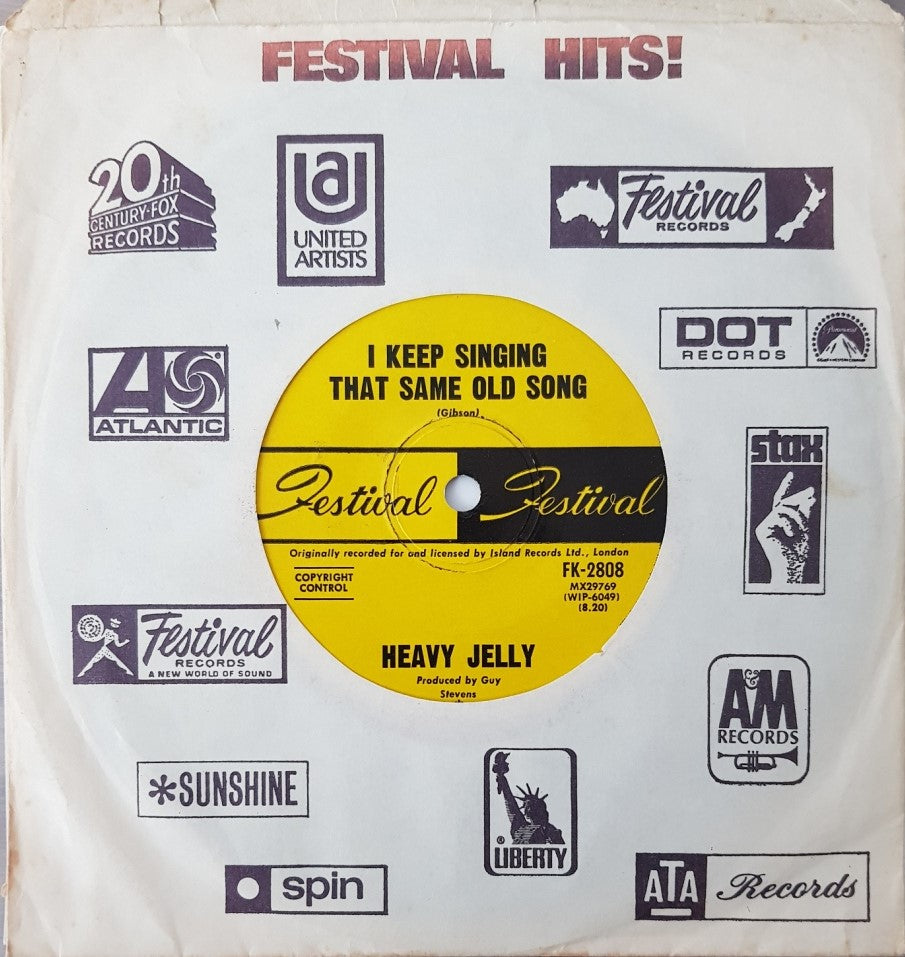 FESTIVAL HITS!
20th
CENTURY-FOX
RECORDS
UA
UNITED
ARTISTS
Festival
RECORDS
DOT
RECORDS
Paramount
ATLANTIC
stax
I KEEP SINGING
THAT SAME OLD SONG
(Gibson)
Festival Festival
Originally recorded for and licensed by Island Records Ltd., London
COPYRIGHT
CONTROL
FK-2808
MX29769
(WIP-6049)
(8.20)
HEAVY JELLY
Produced by Guy
Stevens
Festival
RECORDS
A NEW WORLD OF SOUND
A&M
RECORDS
*SUNSHINE
® LIBERTY
spin
ATA Records